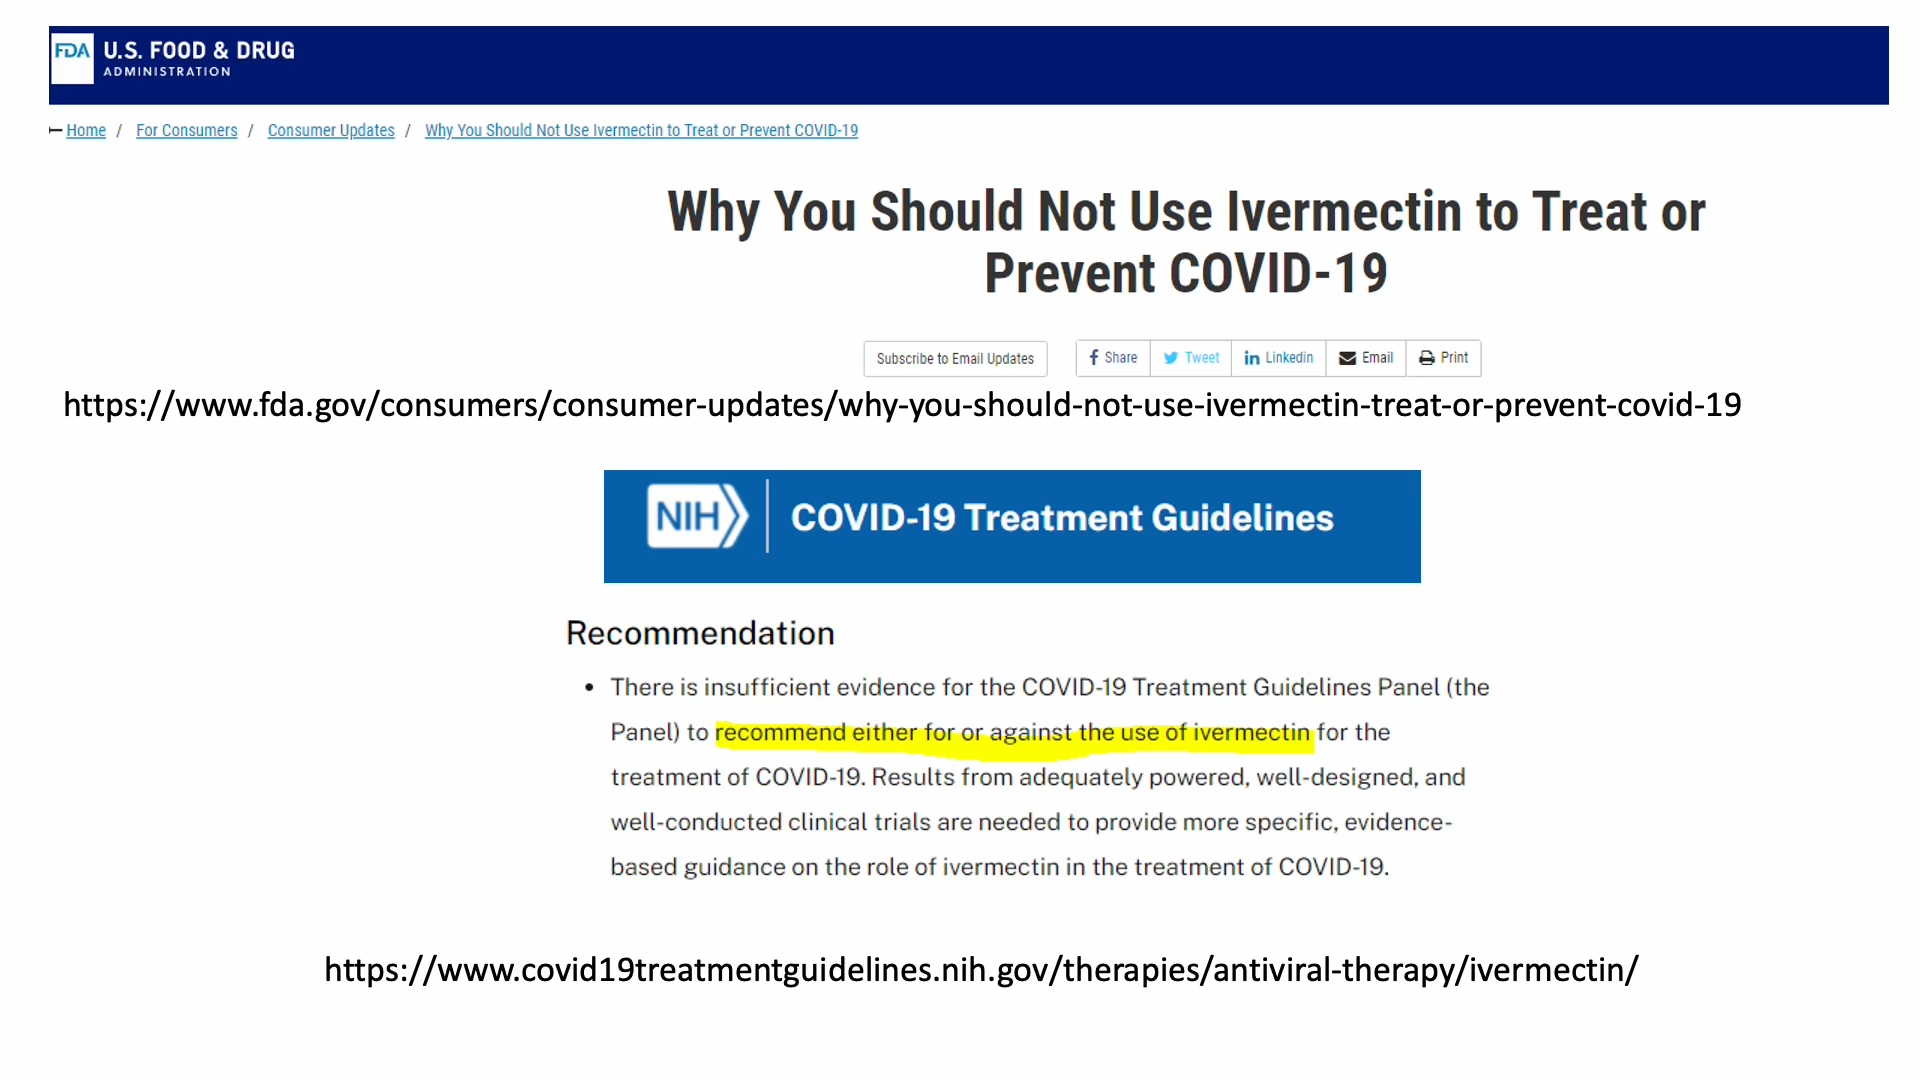 FDA U.S. FOOD & DRUG
ADMINISTRATION
Home / For Consumers / Consumer Updates / Why You Should Not Use Ivermectin to Treat or Prevent COVID-19
Why You Should Not Use Ivermectin to Treat or
Prevent COVID-19
Subscribe to Email Updates Share Tweet Linkedin Email Print
https://www.fda.gov/consumers/consumer-updates/why-you-should-not-use-ivermectin-treat-or-prevent-covid-19
NIH COVID-19 Treatment Guidelines
Recommendation
• There is insufficient evidence for the COVID-19 Treatment Guidelines Panel (the
Panel) to recommend either for or against the use of ivermectin for the
treatment of COVID-19. Results from adequately powered, well-designed, and
well-conducted clinical trials are needed to provide more specific, evidence-
based guidance on the role of ivermectin in the treatment of COVID-19.
https://www.covid19treatmentguidelines.nih.gov/therapies/antiviral-therapy/ivermectin/